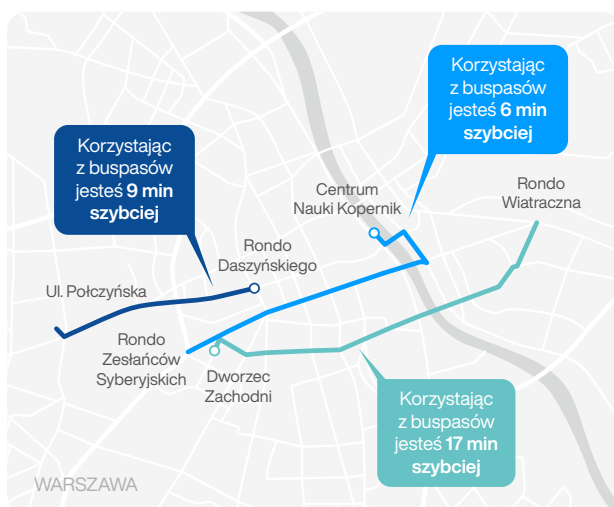 Korzystając
z buspasów
jesteś 6 min
szybciej
Korzystając
z buspasów
jesteś 9 min
szybciej
Centrum
Nauki Kopernik
Rondo
Wiatraczna
Rondo
Daszyńskiego
Ul. Połczyńska
Rondo
Zesłańców
Syberyjskich
Dworzec
Zachodni
Korzystając
z buspasów
jesteś 17 min
szybciej
WARSZAWA